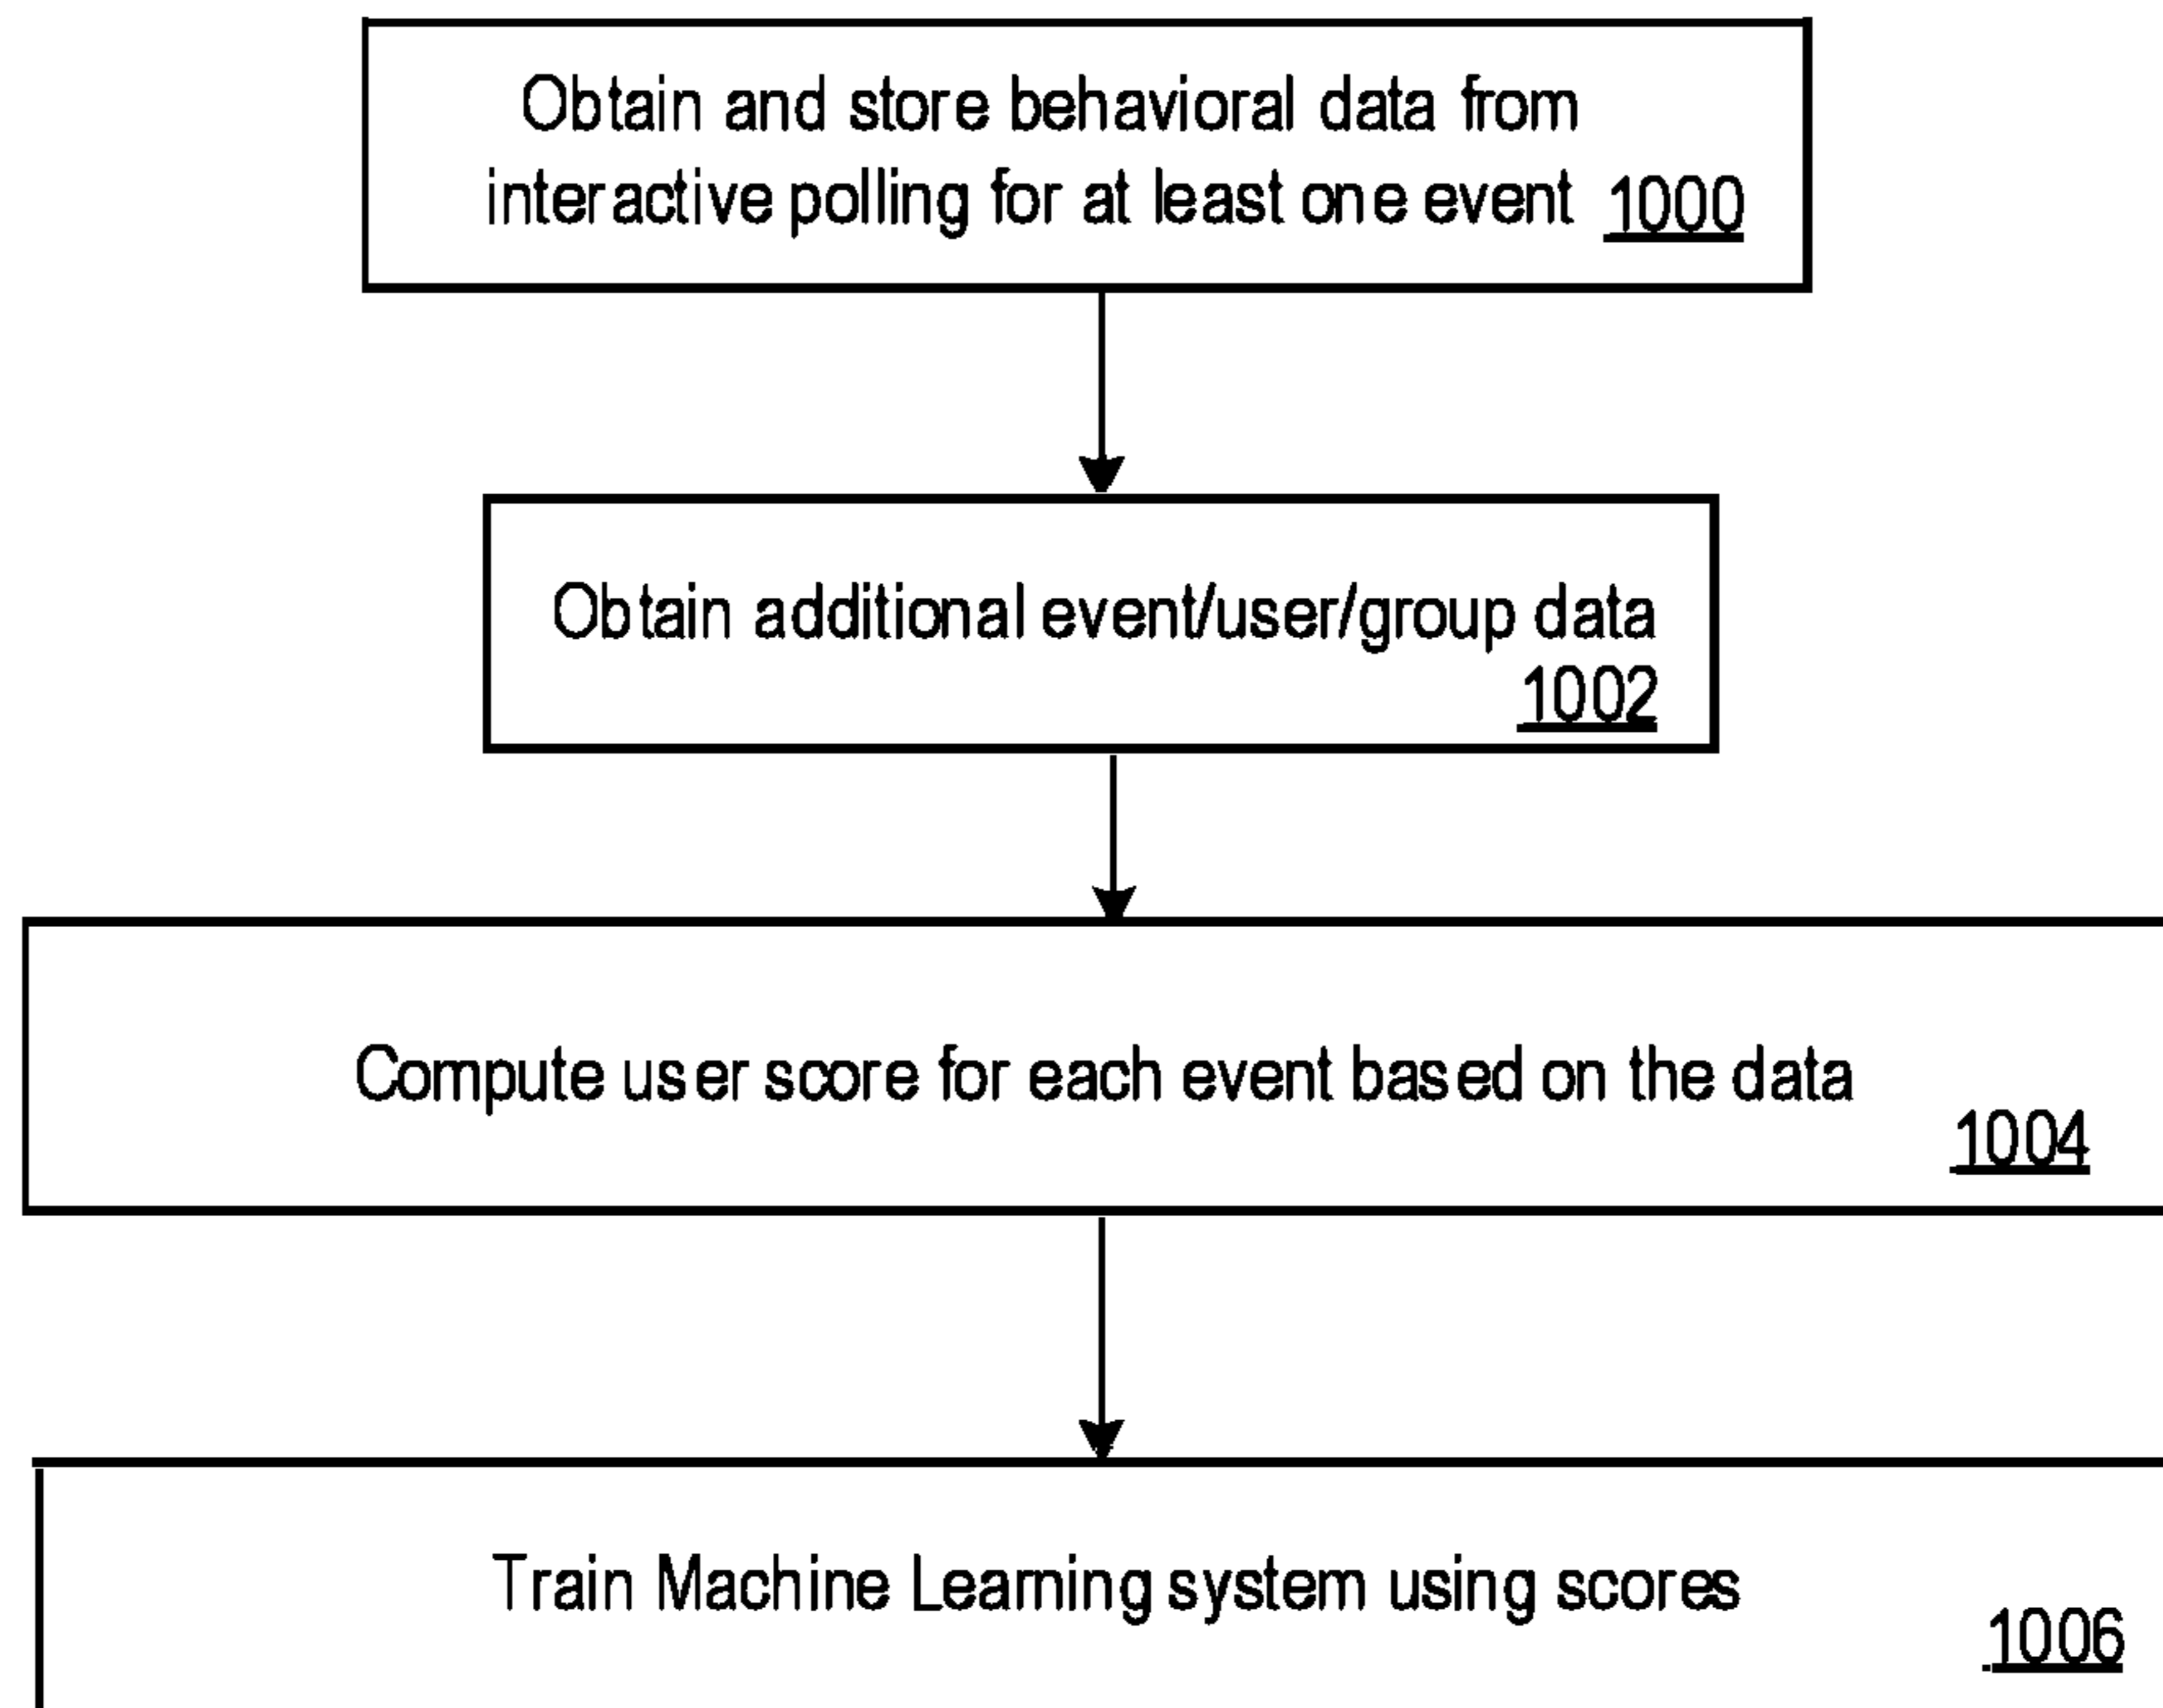 Obtain and store behavioral data from
interactive polling for at least one event 1000
Obtain additional event/user/group data
1002
Compute user score for each event based on the data
1004
Train Machine Learning system using scores
1006